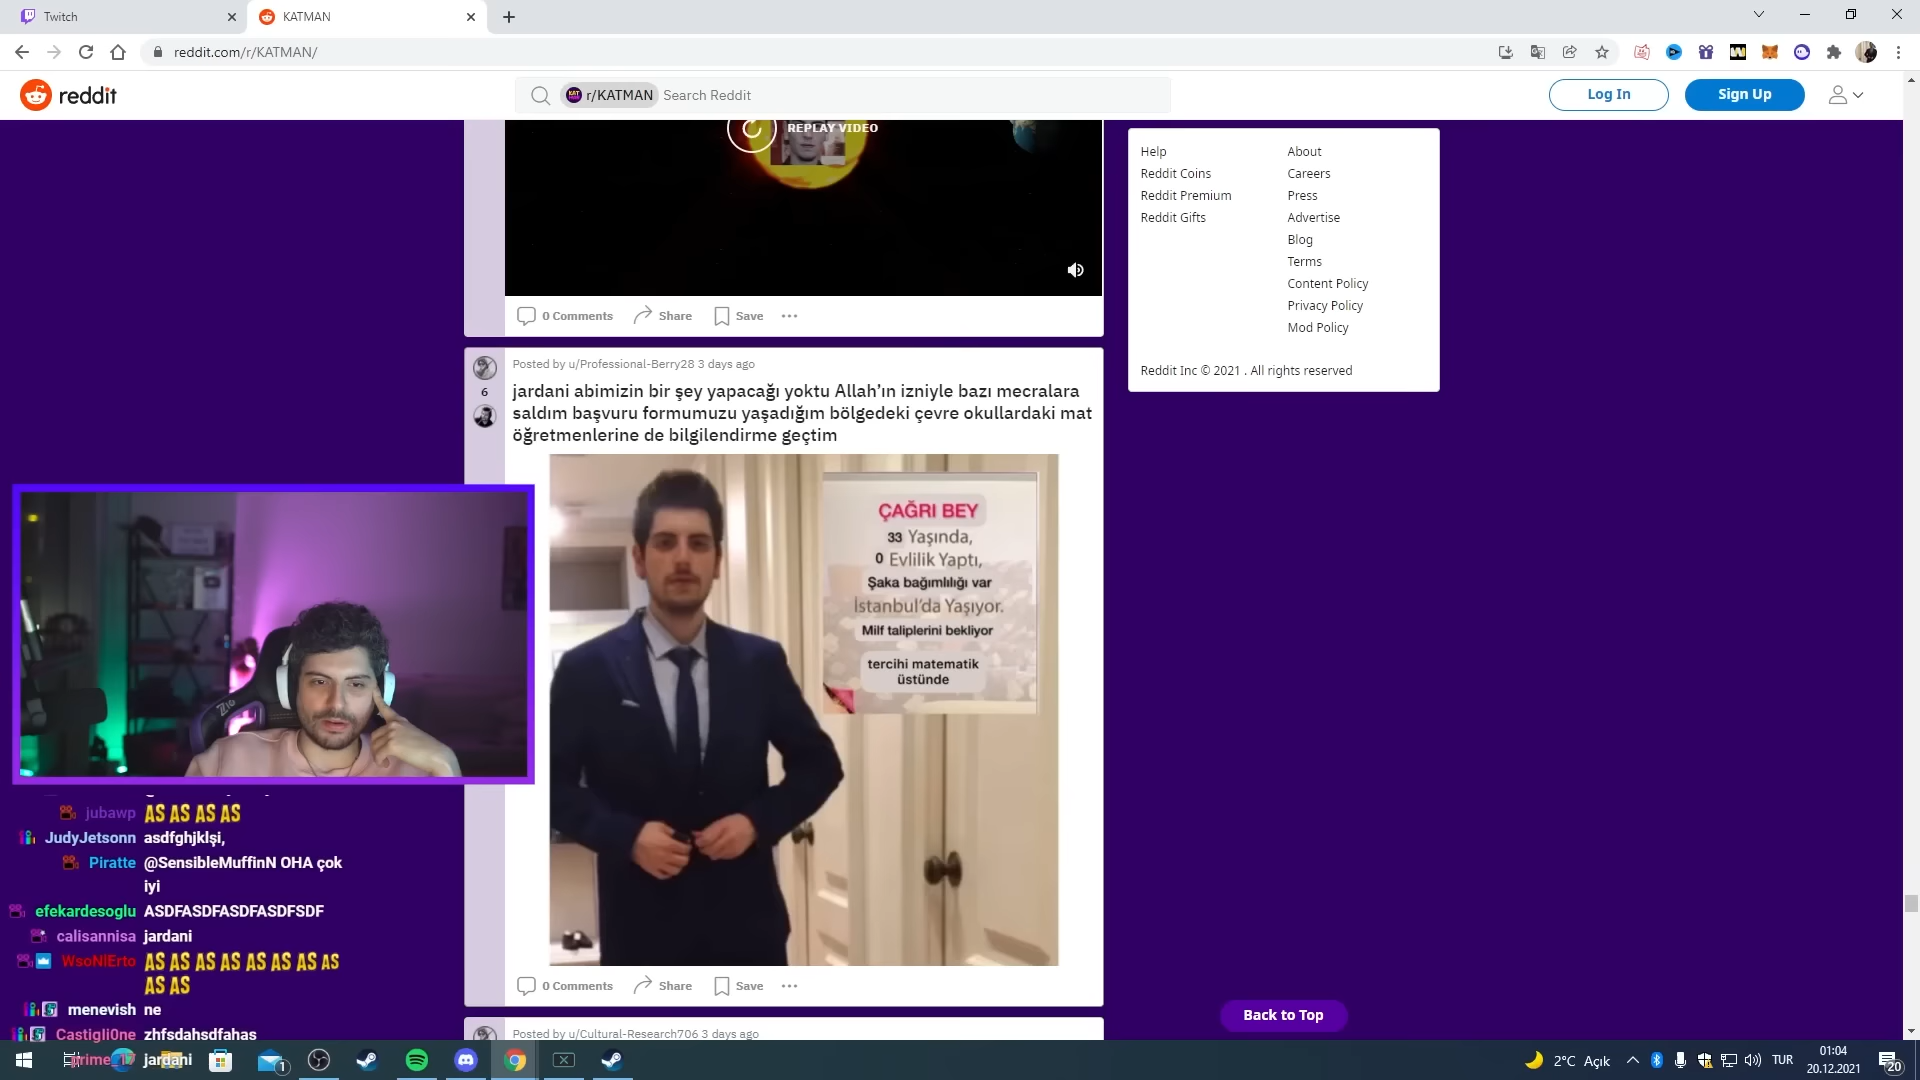 Twitch
KATMAN
reddit.com/r/KATMAN/
reddit
r/KATMAN Search Reddit
Log In
Sign Up
REPLAY VIDEO
0 Comments
Share
Save
Help
Reddit Coins
Reddit Premium
Reddit Gifts
About
Careers
Press
Advertise
Blog
Terms
Content Policy
Privacy Policy
Mod Policy
Reddit Inc © 2021 . All rights reserved
6
Posted by u/Professional-Berry28 3 days ago
jardani abimizin bir şey yapacağı yoktu Allah’ın izniyle bazı mecralara
saldım başvuru formumuzu yaşadığım bölgedeki çevre okullardaki mat
öğretmenlerine de bilgilendirme geçtim
ÇAĞRI BEY
33 Yaşında,
0 Evlilik Yaptı,
Şaka bağımlılığı var
İstanbul’da Yaşıyor.
Milf taliplerini bekliyor
tercihi matematik
üstünde
0 Comments
Share
Save
Posted by u/Cultural-Research706 3 days ago
Back to Top
jubawp AS AS AS AS
JudyJetsonn asdfghjklşi,
Piratte @SensibleMuffinN OHA çok
iyi
efekardesoglu ASDFASDFASDFASDFSDF
calisannisa jardani
WsoNIErto AS AS AS AS AS AS AS AS
AS AS
menevish ne
Castigli0ne zhfsdahsdfahas
prime_17 jardani
1
2°C Açık
TUR
01:04
20.12.2021
20